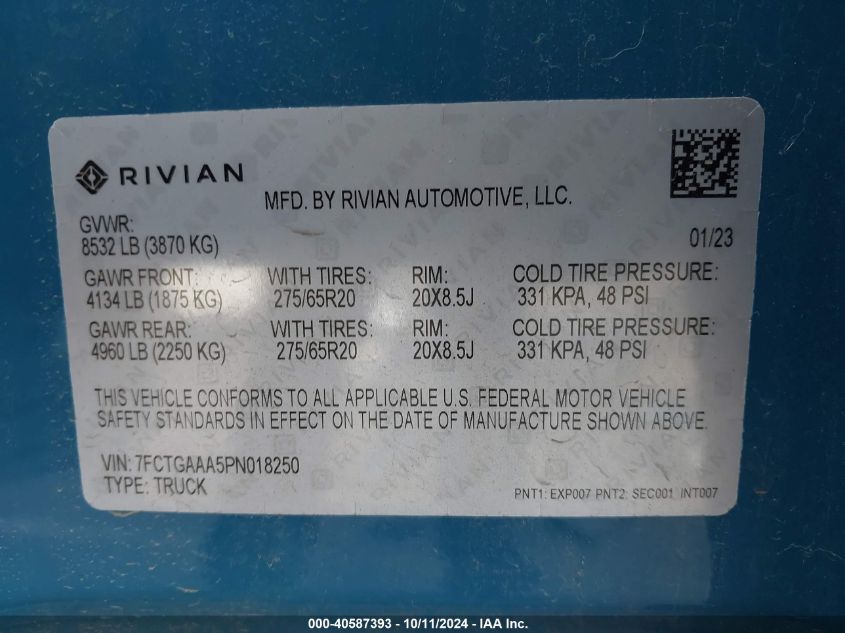 RIVIAN
MFD. BY RIVIAN AUTOMOTIVE, LLC.
GVWR:
8532 LB (3870 KG)
01/23
GAWR FRONT: WITH TIRES: RIM: COLD TIRE PRESSURE:
4134 LB (1875 KG) 275/65R20 20X8.5J 331 KPA, 48 PSI
GAWR REAR: WITH TIRES: RIM: COLD TIRE PRESSURE:
4960 LB (2250 KG) 275/65R20 20X8.5J 331 KPA, 48 PSI
THIS VEHICLE CONFORMS TO ALL APPLICABLE U.S. FEDERAL MOTOR VEHICLE
SAFETY STANDARDS IN EFFECT ON THE DATE OF MANUFACTURE SHOWN ABOVE.
VIN: 7FCTGAAA5PN018250
TYPE: TRUCK
PNT1: EXP007 PNT2: SEC001 INT007
000-40587393 - 10/11/2024 - IAA Inc.